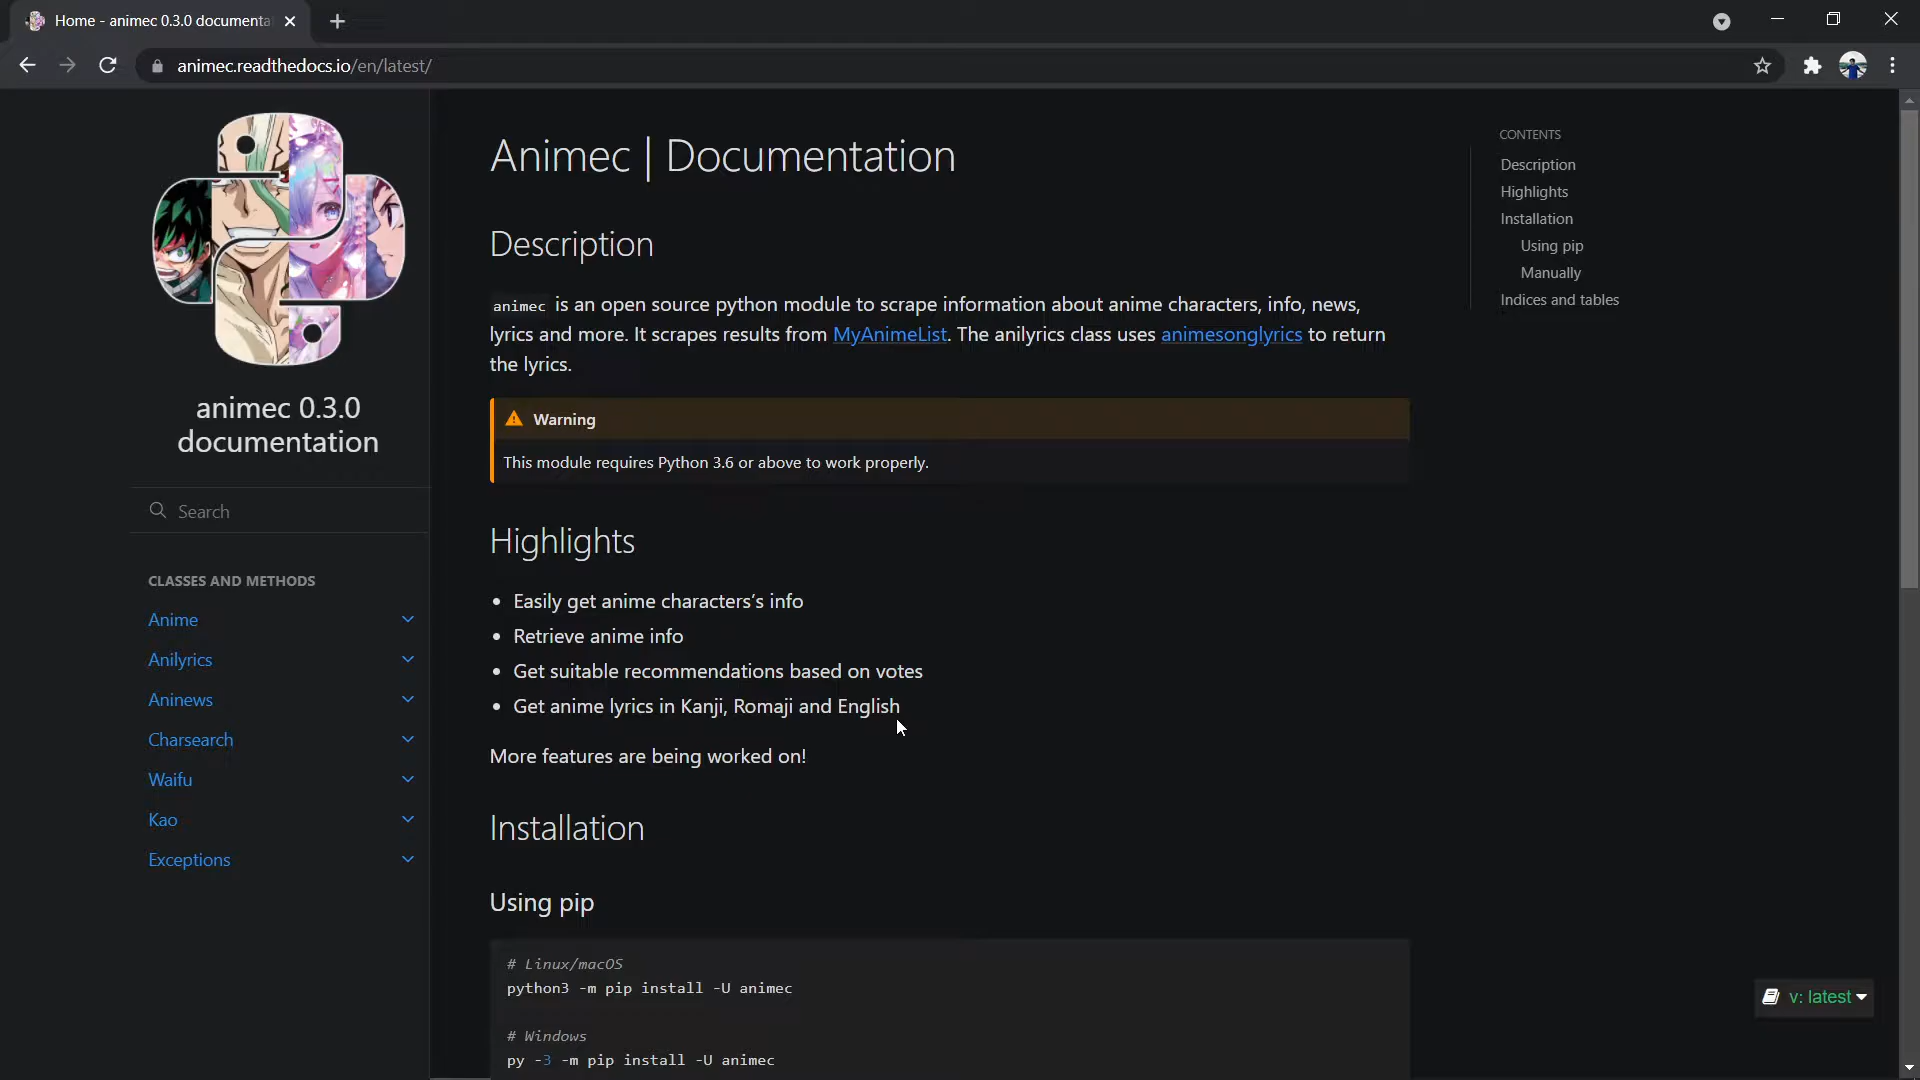 Home - animec 0.3.0 documenta
animec.readthedocs.io/en/latest/
animec 0.3.0
documentation
Search
CLASSES AND METHODS
Anime
Anilyrics
Aninews
Charsearch
Waifu
Kao
Exceptions
Animec | Documentation
Description
animec is an open source python module to scrape information about anime characters, info, news,
lyrics and more. It scrapes results from MyAnimeList. The anilyrics class uses animesonglyrics to return
the lyrics.
Warning
This module requires Python 3.6 or above to work properly.
Highlights
• Easily get anime characters's info
• Retrieve anime info
• Get suitable recommendations based on votes
• Get anime lyrics in Kanji, Romaji and English
More features are being worked on!
Installation
Using pip
# Linux/macOS
python3 -m pip install -U animec
# Windows
py -3 -m pip install -U animec
CONTENTS
Description
Highlights
Installation
Using pip
Manually
Indices and tables
v: latest